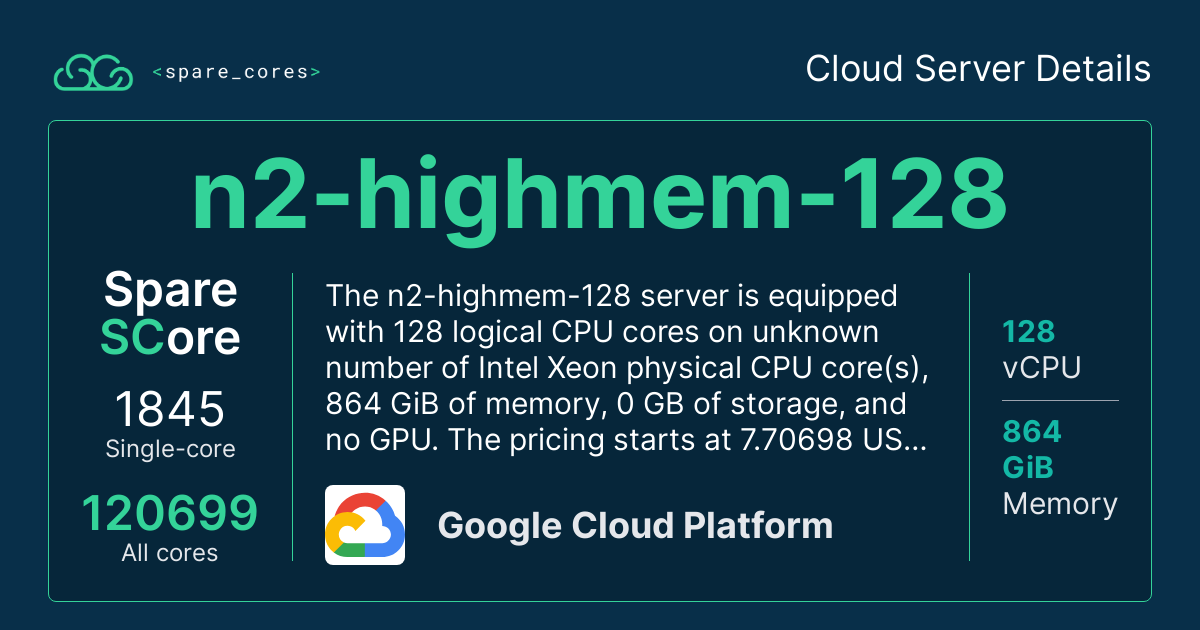 <spare_cores>
Cloud Server Details
n2-highmem-128
Spare
SCore
1845
Single-core
120699
All cores
The n2-highmem-128 server is equipped
with 128 logical CPU cores on unknown
number of Intel Xeon physical CPU core(s),
864 GiB of memory, 0 GB of storage, and
no GPU. The pricing starts at 7.70698 US...
Google Cloud Platform
128
vCPU
864
GiB
Memory